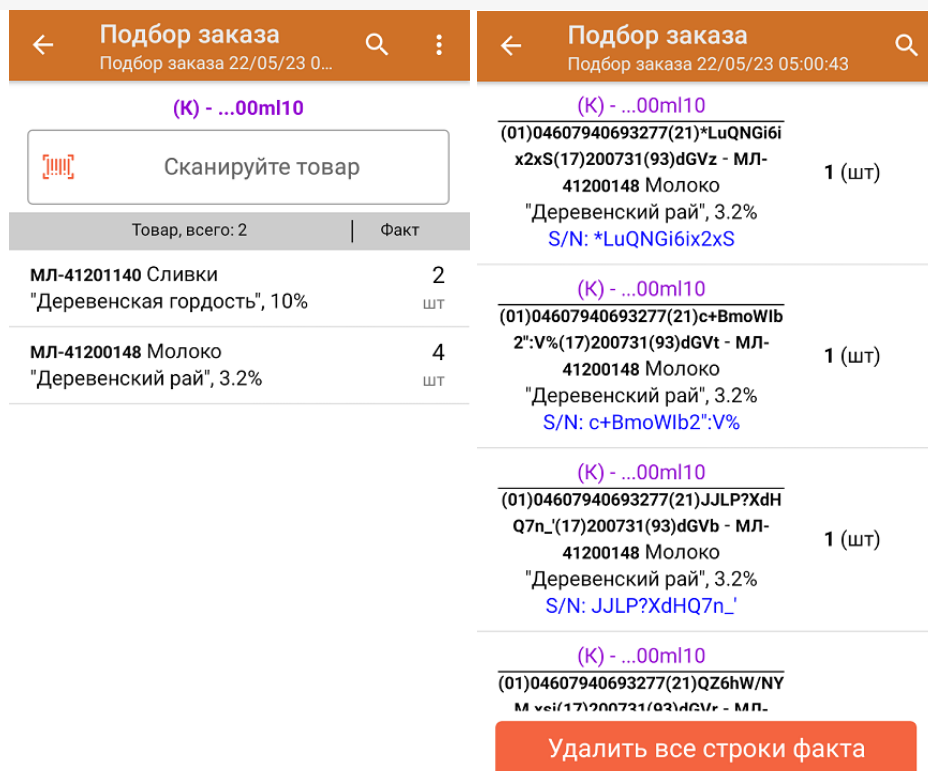 Подбор заказа
Подбор заказа 22/05/23 0...
(К) - ...00ml10
Сканируйте товар
Товар, всего: 2 Факт
МЛ-41201140 Сливки 2
"Деревенская гордость", 10% шт
МЛ-41200148 Молоко 4
"Деревенский рай", 3.2% шт
Подбор заказа
Подбор заказа 22/05/23 05:00:43
(К) - ...00ml10
(01)04607940693277(21)*LuQNGi6i
x2xS(17)200731(93)dGVz - МЛ-
41200148 Молоко 1 (шт)
"Деревенский рай", 3.2%
S/N: *LuQNGi6ix2xS
(К) - ...00ml10
(01)04607940693277(21)c+BmoWIb
2":V%(17)200731(93)dGVt - МЛ-
41200148 Молоко 1 (шт)
"Деревенский рай", 3.2%
S/N: c+BmoWIb2":V%
(К) - ...00ml10
(01)04607940693277(21)JJLP?XdH
Q7n_'(17)200731(93)dGVb - МЛ-
41200148 Молоко 1 (шт)
"Деревенский рай", 3.2%
S/N: JJLP?XdHQ7n_'
(К) - ...00ml10
(01)04607940693277(21)QZ6hW/NY
M.xsi(17)200731(93)dGVr - МЛ-
Удалить все строки факта